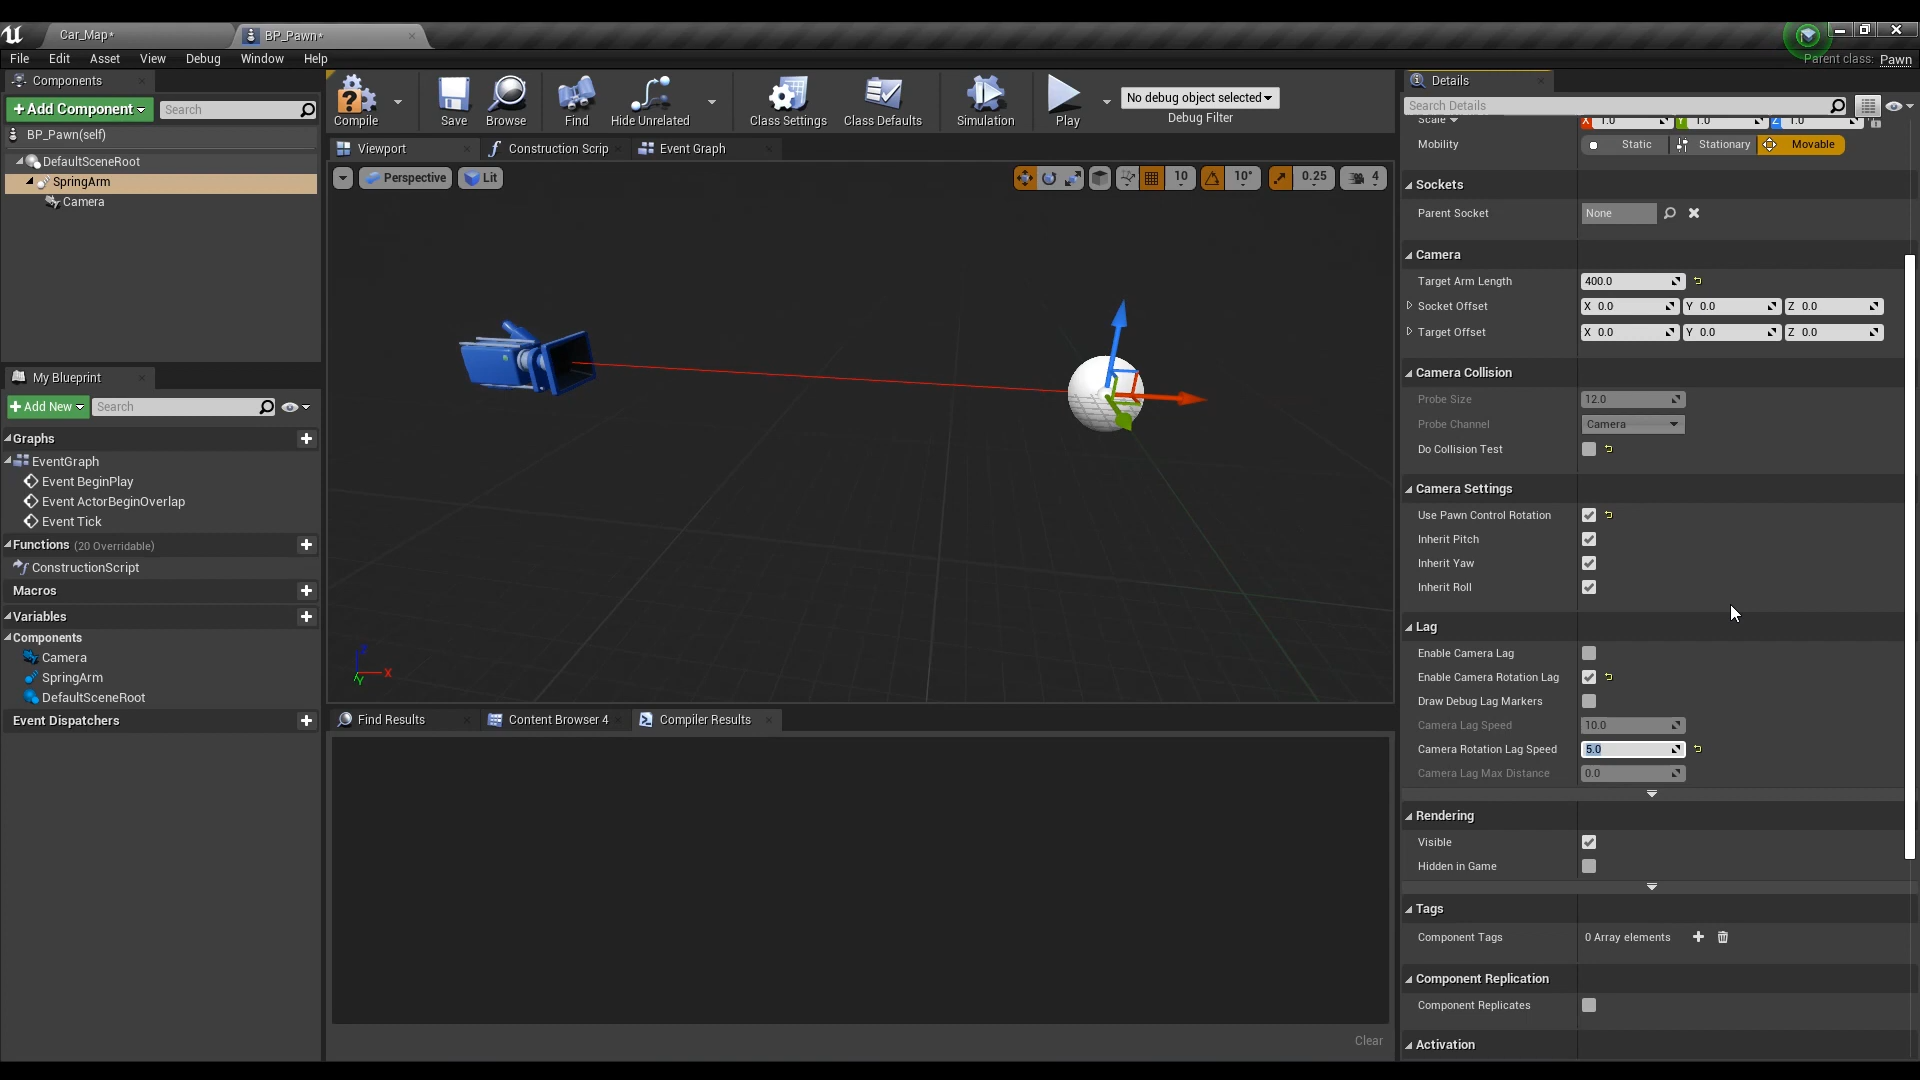 Car_Map*
BP_Pawn*
File Edit Asset View Debug Window Help
Parent class: Pawn
Components
+ Add Component
Search
BP_Pawn(self)
DefaultSceneRoot
SpringArm
Camera
My Blueprint
+ Add New
Search
Graphs
EventGraph
Event BeginPlay
Event ActorBeginOverlap
Event Tick
Functions (20 Overridable)
ConstructionScript
Macros
Variables
Components
Camera
SpringArm
DefaultSceneRoot
Event Dispatchers
Compile
Save
Browse
Find
Hide Unrelated
Class Settings
Class Defaults
Simulation
Play
No debug object selected
Debug Filter
Viewport
Construction Scrip
Event Graph
Perspective
Lit
10
10°
0.25
4
Z
X
Y
Find Results
Content Browser 4
Compiler Results
Clear
Details
Search Details
Scale X 1.0 Y 1.0 Z 1.0
Mobility Static Stationary Movable
Sockets
Parent Socket None
Camera
Target Arm Length 400.0
Socket Offset X 0.0 Y 0.0 Z 0.0
Target Offset X 0.0 Y 0.0 Z 0.0
Camera Collision
Probe Size 12.0
Probe Channel Camera
Do Collision Test
Camera Settings
Use Pawn Control Rotation
Inherit Pitch
Inherit Yaw
Inherit Roll
Lag
Enable Camera Lag
Enable Camera Rotation Lag
Draw Debug Lag Markers
Camera Lag Speed 10.0
Camera Rotation Lag Speed 5.0
Camera Lag Max Distance 0.0
Rendering
Visible
Hidden in Game
Tags
Component Tags 0 Array elements
Component Replication
Component Replicates
Activation